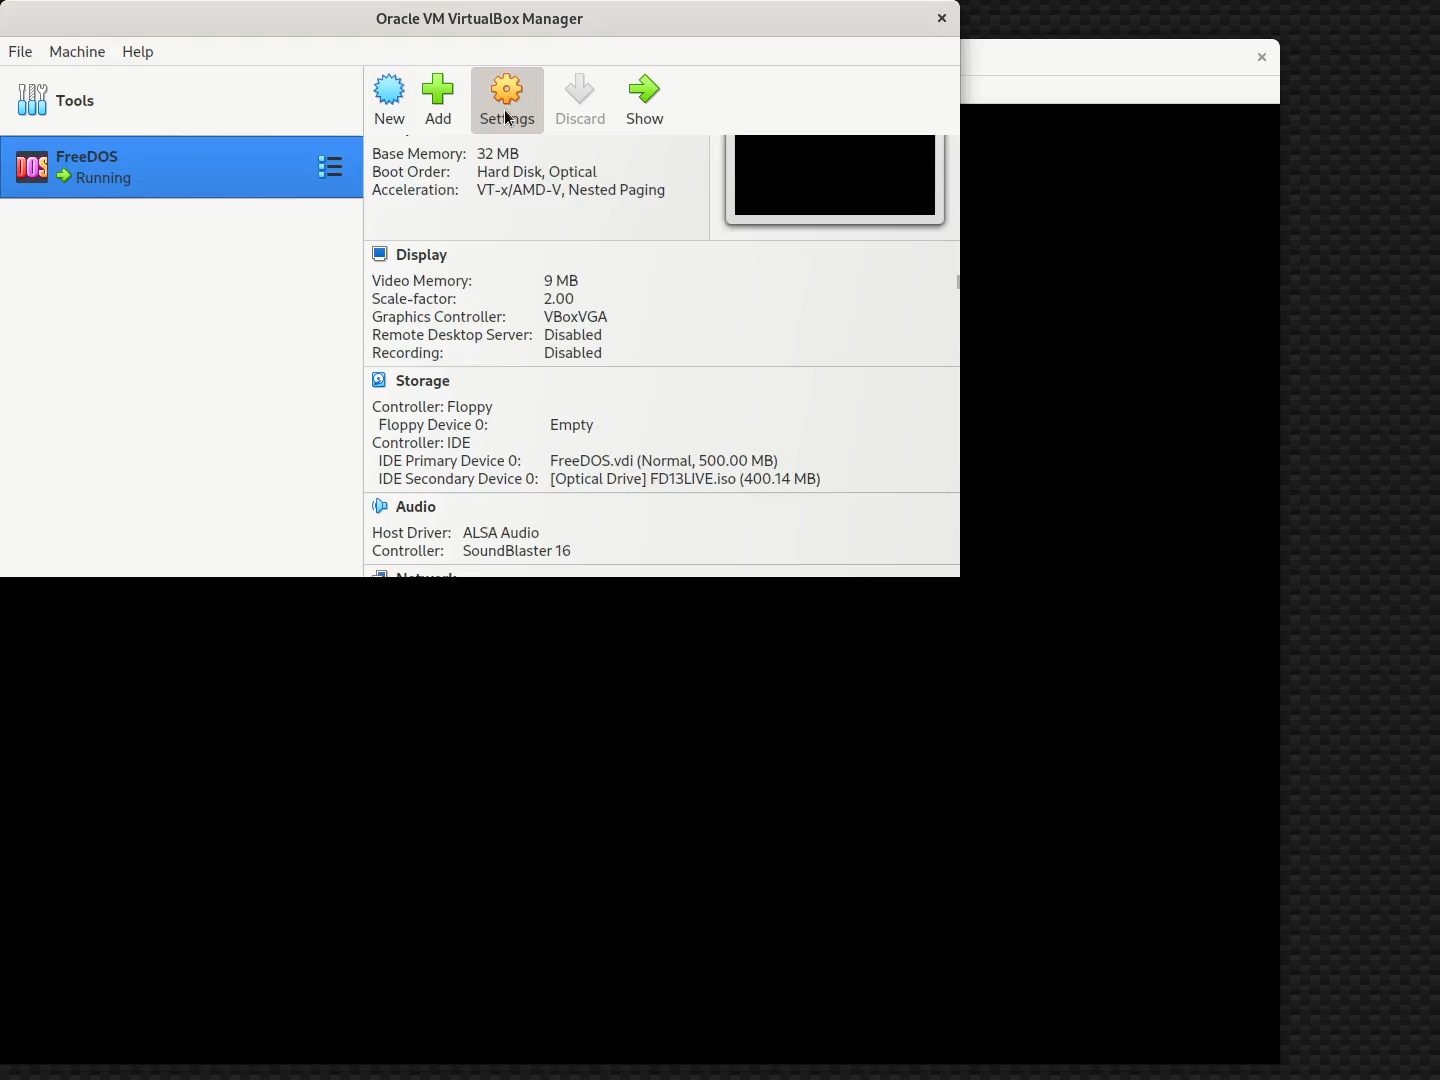 Oracle VM VirtualBox Manager
File Machine Help
Tools
New Add Settings Discard Show
DOS FreeDOS
Running
Base Memory: 32 MB
Boot Order: Hard Disk, Optical
Acceleration: VT-x/AMD-V, Nested Paging
Display
Video Memory: 9 MB
Scale-factor: 2.00
Graphics Controller: VBoxVGA
Remote Desktop Server: Disabled
Recording: Disabled
Storage
Controller: Floppy
Floppy Device 0: Empty
Controller: IDE
IDE Primary Device 0: FreeDOS.vdi (Normal, 500.00 MB)
IDE Secondary Device 0: [Optical Drive] FD13LIVE.iso (400.14 MB)
Audio
Host Driver: ALSA Audio
Controller: SoundBlaster 16
Network